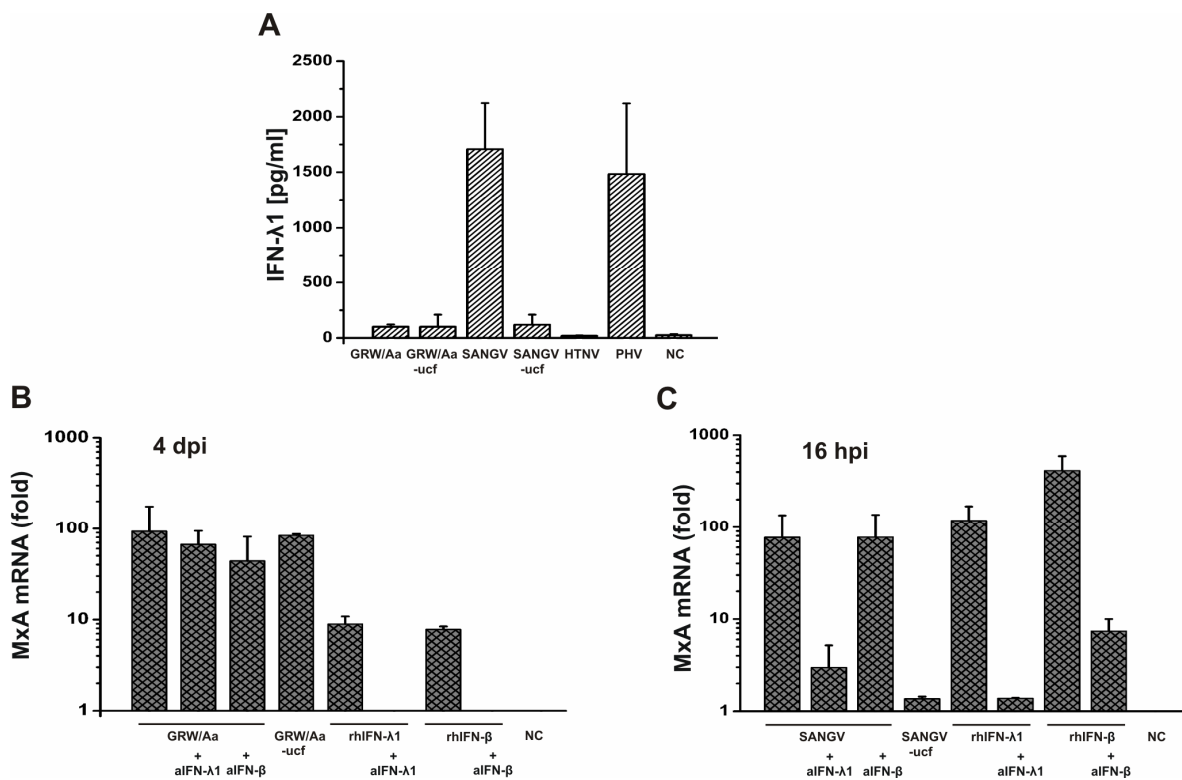 A
2500
2000
1500
1000
500
0
IFN-λ1 [pg/ml]
GRW/Aa GRW/Aa SANGV SANGV HTNV PHV NC
-ucf -ucf
B
4 dpi
1000
100
10
1
MxA mRNA (fold)
GRW/Aa GRW/Aa rhIFN-λ1 rhIFN-β NC
-ucf
+ + + +
aIFN-λ1 aIFN-β aIFN-λ1 aIFN-β
C
16 hpi
1000
100
10
1
MxA mRNA (fold)
SANGV SANGV rhIFN-λ1 rhIFN-β NC
-ucf
+ + + +
aIFN-λ1 aIFN-β aIFN-λ1 aIFN-β